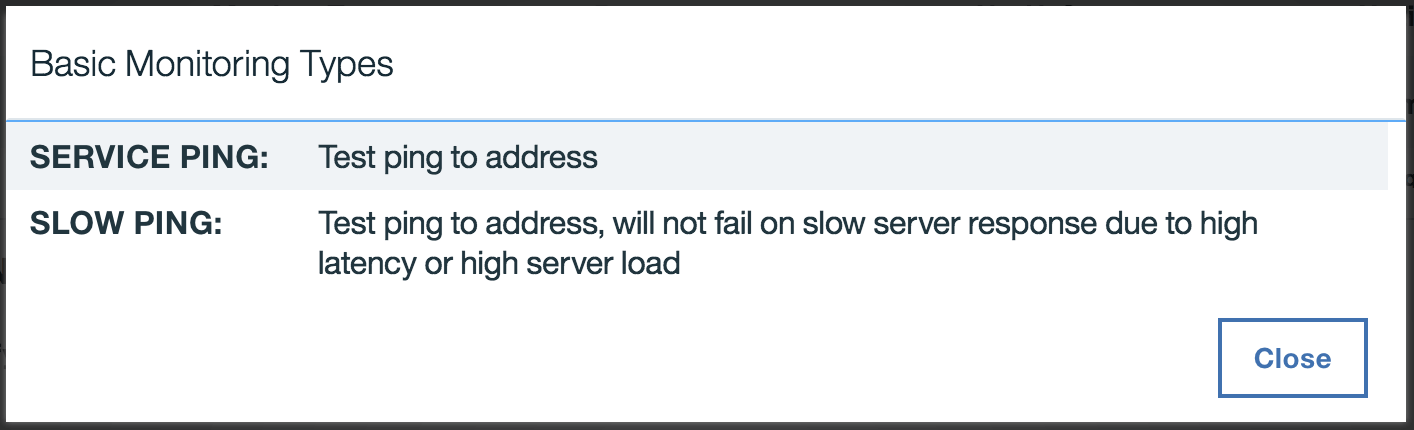 Basic Monitoring Types
SERVICE PING: Test ping to address
SLOW PING: Test ping to address, will not fail on slow server response due to high
latency or high server load
Close